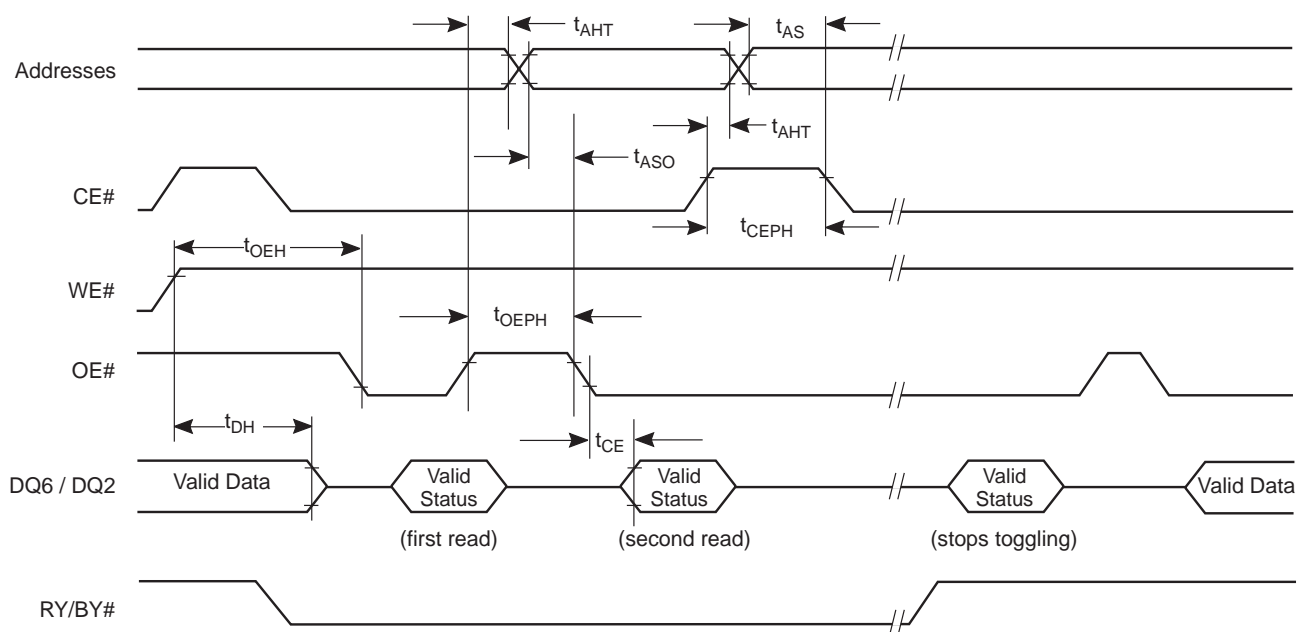 tAHT
tAS
Addresses
tAHT
tASO
CE#
tCEPH
tOEH
WE#
tOEPH
OE#
tDH
tCE
DQ6 / DQ2
Valid Data
Valid
Status
Valid
Status
Valid
Status
Valid Data
(first read)
(second read)
(stops toggling)
RY/BY#